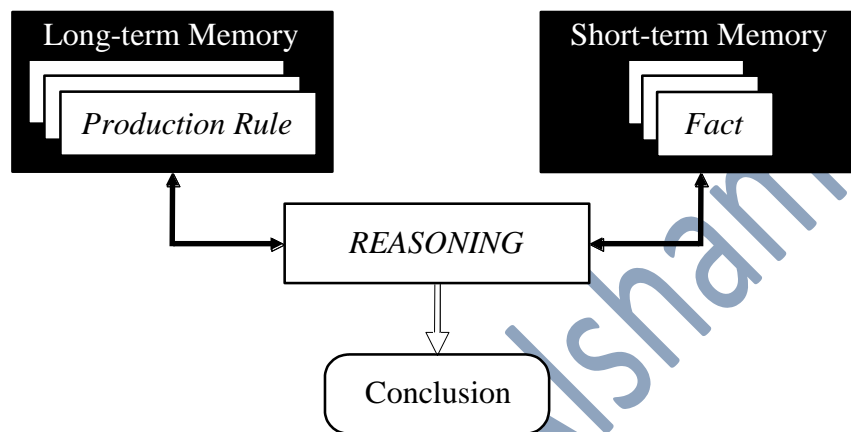 Long-term Memory
Short-term Memory
Production Rule
Fact
REASONING
Conclusion